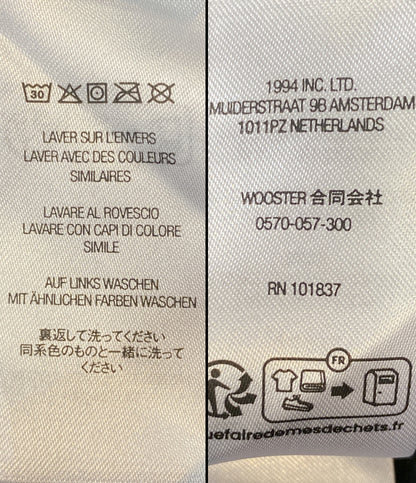 30
LAVER SUR L'ENVERS
LAVER AVEC DES COULEURS
SIMILAIRES
LAVARE AL ROVESCIO
LAVARE CON CAPI DI COLORE
SIMILE
AUF LINKS WASCHEN
MIT ÄHNLICHEN FARBEN WASCHEN
裏返して洗ってください
同系色のものと一緒に洗って
ください
1994 INC. LTD.
MUIDERSTRAAT 9B AMSTERDAM
1011PZ NETHERLANDS
WOOSTER 合同会社
0570-057-300
RN 101837
FR
uefairedemesdechets.fr